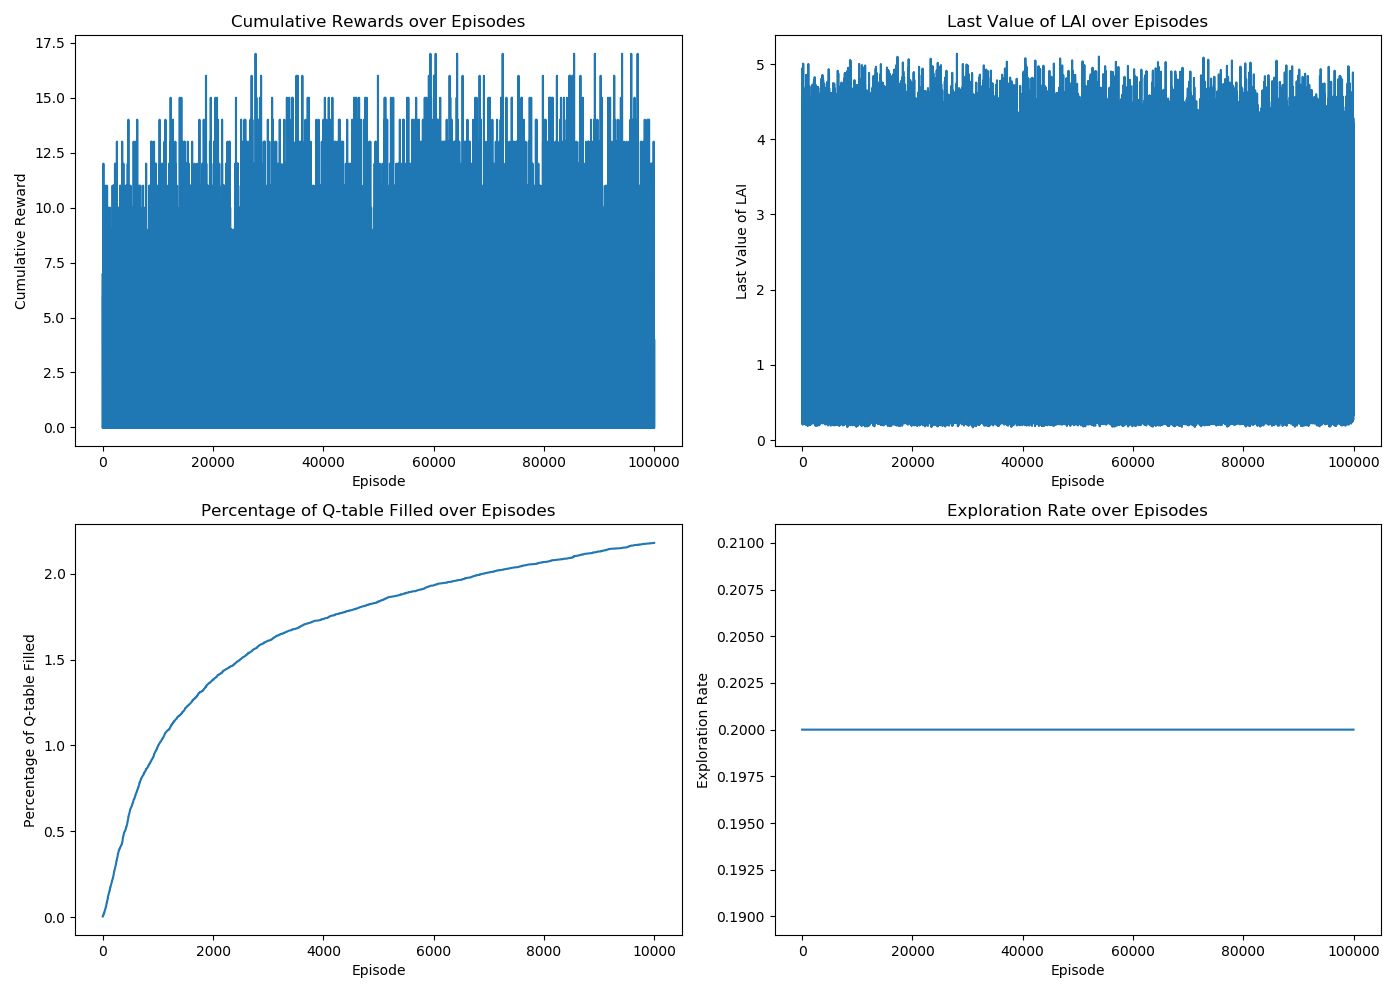 Cumulative Rewards over Episodes
17.5
15.0
12.5
10.0
7.5
5.0
2.5
0.0
Cumulative Reward
0 20000 40000 60000 80000 100000
Episode
Last Value of LAI over Episodes
5
4
3
2
1
0
Last Value of LAI
0 20000 40000 60000 80000 100000
Episode
Percentage of Q-table Filled over Episodes
2.0
1.5
1.0
0.5
0.0
Percentage of Q-table Filled
0 2000 4000 6000 8000 10000
Episode
Exploration Rate over Episodes
0.2100
0.2075
0.2050
0.2025
0.2000
0.1975
0.1950
0.1925
0.1900
Exploration Rate
0 20000 40000 60000 80000 100000
Episode